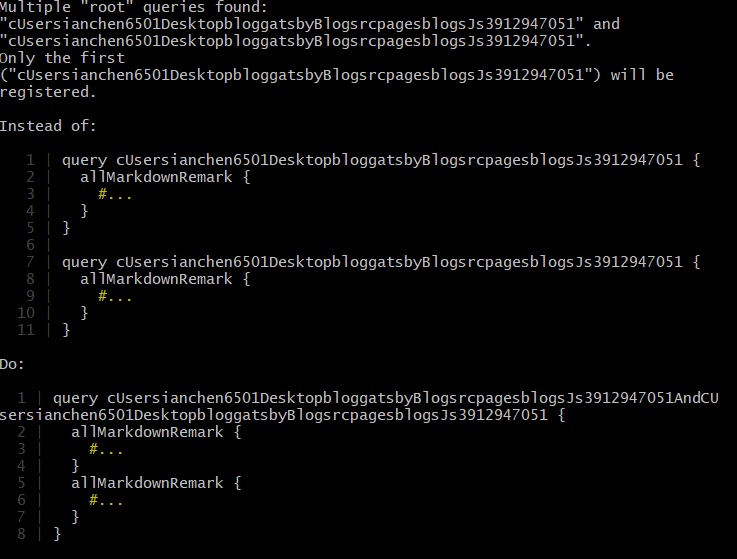 Multiple "root" queries found:
"cUsersianchen6501DesktopbloggatsbyBlogsrcpagesblogsJs3912947051" and
"cUsersianchen6501DesktopbloggatsbyBlogsrcpagesblogsJs3912947051".
Only the first
("cUsersianchen6501DesktopbloggatsbyBlogsrcpagesblogsJs3912947051") will be
registered.

Instead of:

   1 | query cUsersianchen6501DesktopbloggatsbyBlogsrcpagesblogsJs3912947051 {
   2 |   allMarkdownRemark {
   3 |     #...
   4 |   }
   5 | }
   6 |
   7 | query cUsersianchen6501DesktopbloggatsbyBlogsrcpagesblogsJs3912947051 {
   8 |   allMarkdownRemark {
   9 |     #...
  10 |   }
  11 | }

Do:

  1 | query cUsersianchen6501DesktopbloggatsbyBlogsrcpagesblogsJs3912947051AndCU
sersianchen6501DesktopbloggatsbyBlogsrcpagesblogsJs3912947051 {
  2 |   allMarkdownRemark {
  3 |     #...
  4 |   }
  5 |   allMarkdownRemark {
  6 |     #...
  7 |   }
  8 | }